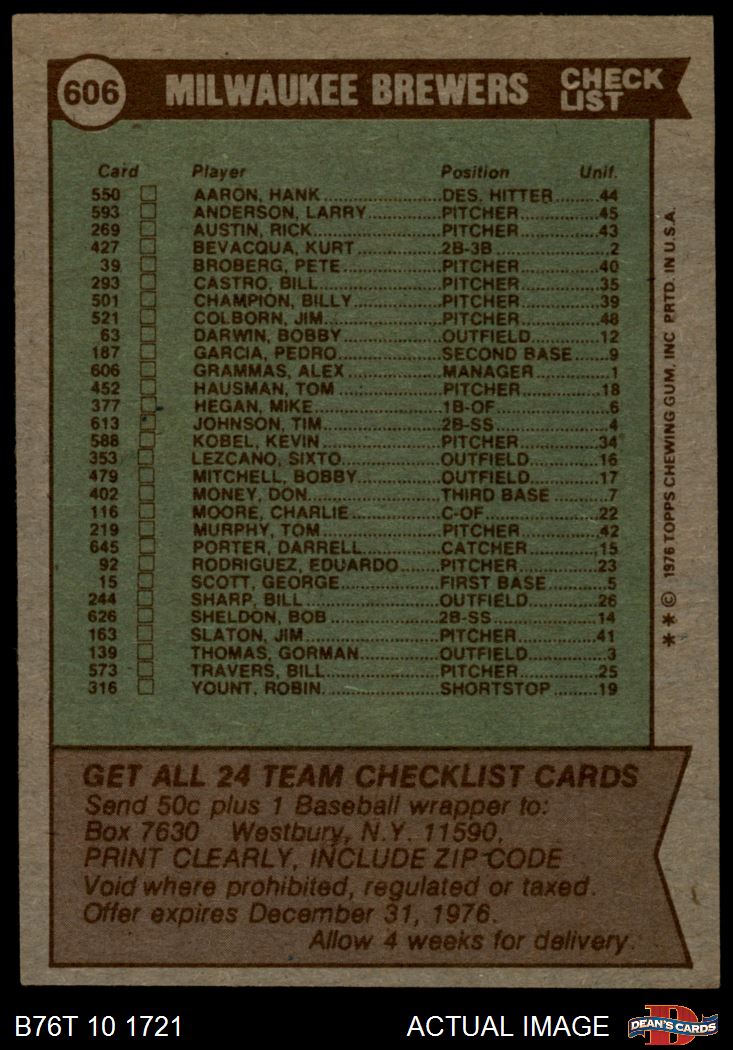 606 MILWAUKEE BREWERS CHECK LIST
Card Player Position Unif.
550 AARON, HANK DES. HITTER 44
593 ANDERSON, LARRY PITCHER 45
269 AUSTIN, RICK PITCHER 43
427 BEVACQUA, KURT 2B-3B 2
39 BROBERG, PETE PITCHER 40
293 CASTRO, BILL PITCHER 35
501 CHAMPION, BILLY PITCHER 39
521 COLBORN, JIM PITCHER 48
63 DARWIN, BOBBY OUTFIELD 12
187 GARCIA, PEDRO SECOND BASE 9
606 GRAMMAS, ALEX MANAGER 1
452 HAUSMAN, TOM PITCHER 18
377 HEGAN, MIKE 1B-OF 6
613 JOHNSON, TIM 2B-SS 4
588 KOBEL, KEVIN PITCHER 34
353 LEZCANO, SIXTO OUTFIELD 16
479 MITCHELL, BOBBY OUTFIELD 17
402 MONEY, DON THIRD BASE 7
116 MOORE, CHARLIE C-OF 22
219 MURPHY, TOM PITCHER 42
645 PORTER, DARRELL CATCHER 15
92 RODRIGUEZ, EDUARDO PITCHER 23
15 SCOTT, GEORGE FIRST BASE 5
244 SHARP, BILL OUTFIELD 26
626 SHELDON, BOB 2B-SS 14
163 SLATON, JIM PITCHER 41
139 THOMAS, GORMAN OUTFIELD 3
573 TRAVERS, BILL PITCHER 25
316 YOUNT, ROBIN SHORTSTOP 19
**© 1976 TOPPS CHEWING GUM, INC PRTD. IN U.S.A.
GET ALL 24 TEAM CHECKLIST CARDS
Send 50c plus 1 Baseball wrapper to:
Box 7630 Westbury, N.Y. 11590,
PRINT CLEARLY, INCLUDE ZIP CODE
Void where prohibited, regulated or taxed.
Offer expires December 31, 1976.
Allow 4 weeks for delivery.
B76T 10 1721 ACTUAL IMAGE DEAN'S CARDS